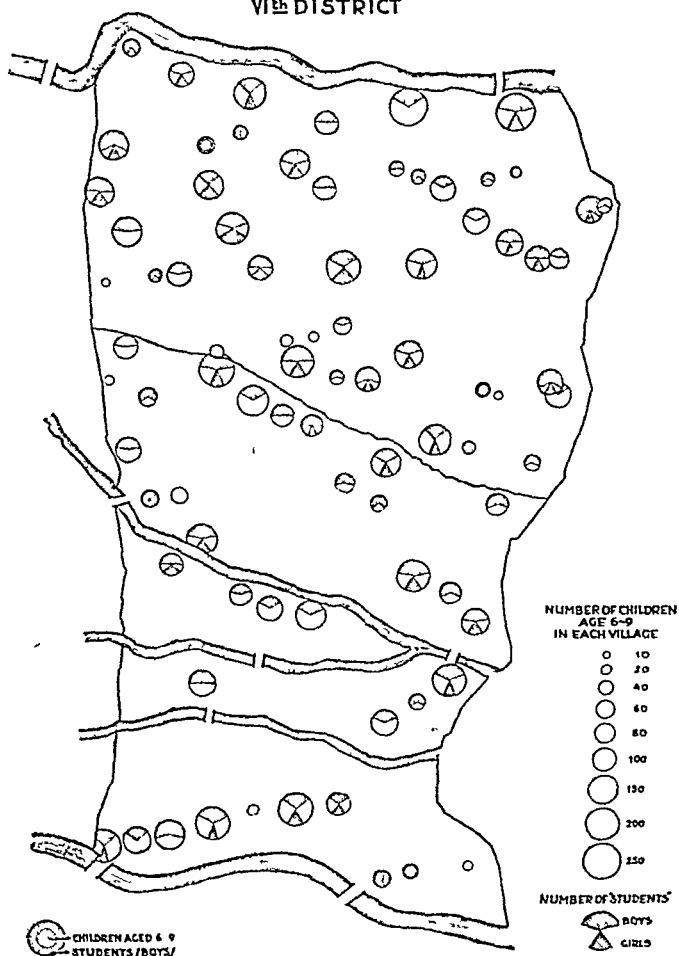 VIth DISTRICT
NUMBER OF CHILDREN
AGE 6-9
IN EACH VILLAGE
10
20
40
60
80
100
150
200
250
NUMBER OF STUDENTS
BOYS
GIRLS
CHILDREN AGED 6 9
STUDENTS /BOYS/